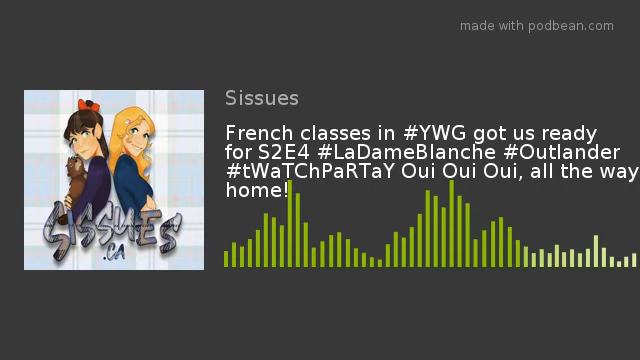 made with podbean.com
Sissues
French classes in #YWG got us ready
for S2E4 #LaDameBlanche #Outlander
#tWaTChPaRTaY Oui Oui Oui, all the way
home!
SISSUES
.CA